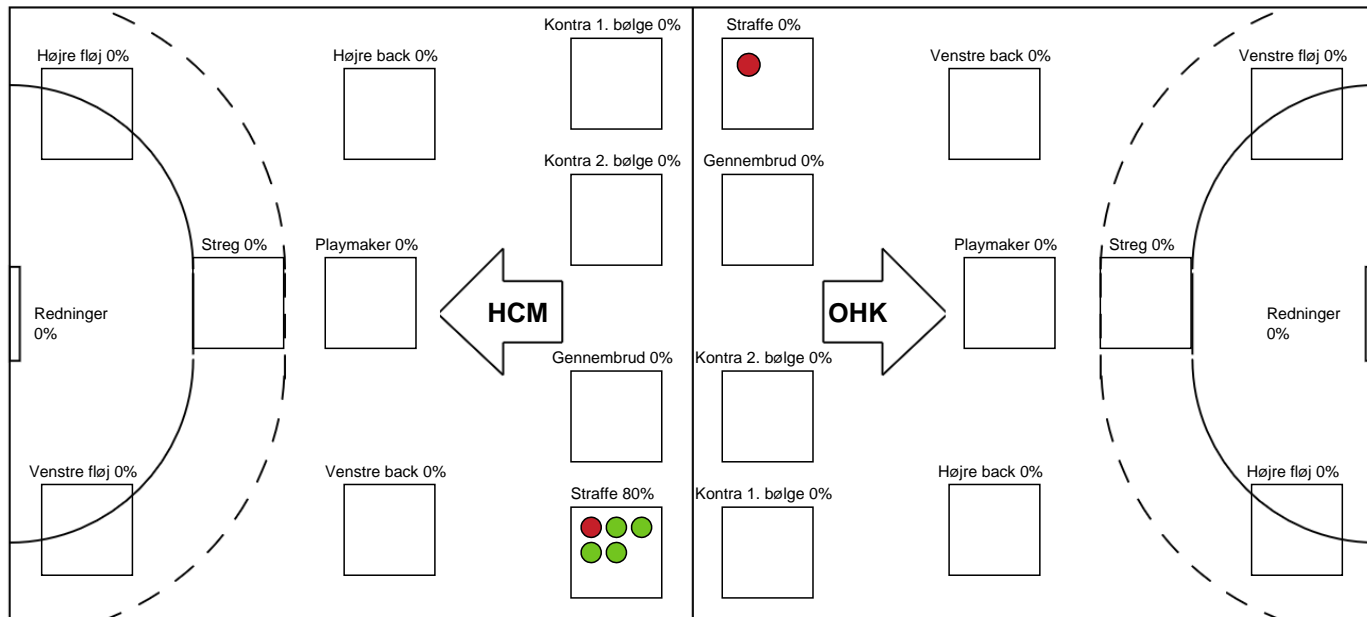 Kontra 1. bølge 0%
Straffe 0%
Højre fløj 0%
Højre back 0%
Venstre back 0%
Venstre fløj 0%
Kontra 2. bølge 0%
Gennembrud 0%
Streg 0%
Playmaker 0%
Playmaker 0%
Streg 0%
Redninger
0%
HCM
OHK
Redninger
0%
Gennembrud 0%
Kontra 2. bølge 0%
Venstre fløj 0%
Venstre back 0%
Højre back 0%
Højre fløj 0%
Straffe 80%
Kontra 1. bølge 0%